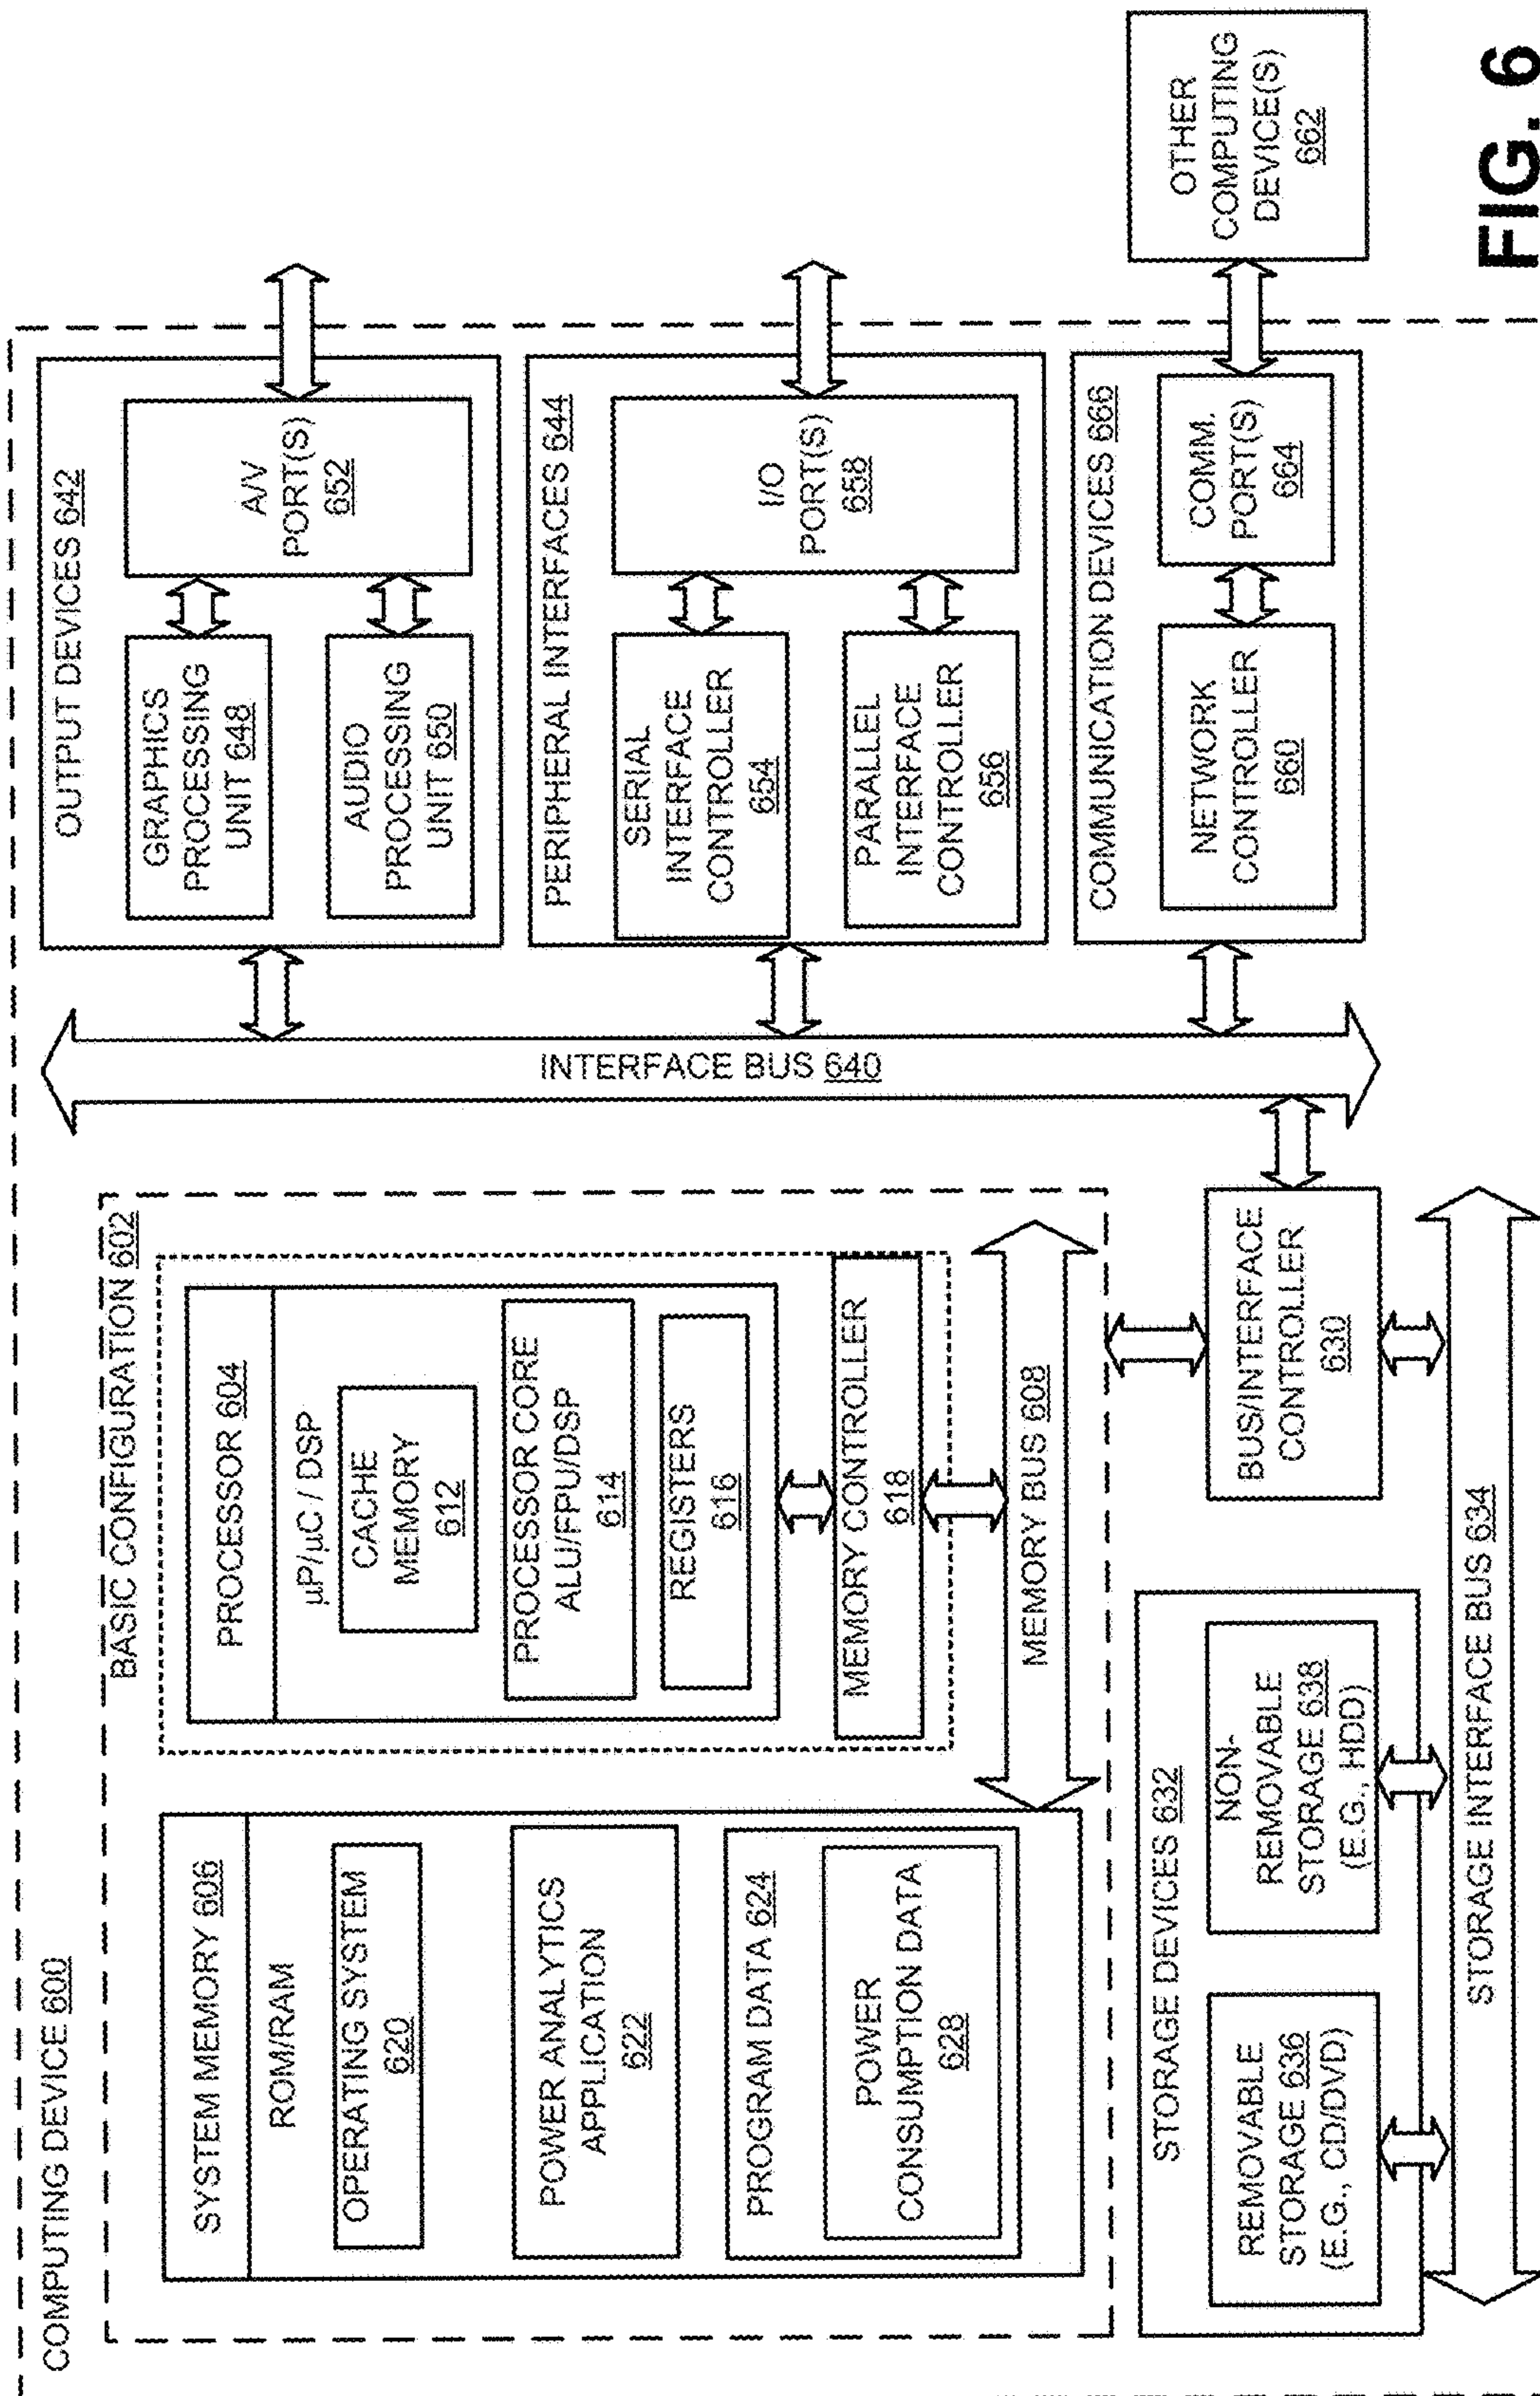 COMPUTING DEVICE 600
BASIC CONFIGURATION 602
SYSTEM MEMORY 606
ROM/RAM
OPERATING SYSTEM
620
POWER ANALYTICS
APPLICATION
622
PROGRAM DATA 624
POWER
CONSUMPTION DATA
628
PROCESSOR 604
µP/µC / DSP
CACHE
MEMORY
612
PROCESSOR CORE
ALU/FPU/DSP
614
REGISTERS
616
MEMORY CONTROLLER
618
MEMORY BUS 608
STORAGE DEVICES 632
REMOVABLE
STORAGE 636
(E.G., CD/DVD)
NON-
REMOVABLE
STORAGE 638
(E.G., HDD)
BUS/INTERFACE
CONTROLLER
630
STORAGE INTERFACE BUS 634
INTERFACE BUS 640
OUTPUT DEVICES 642
GRAPHICS
PROCESSING
UNIT 648
AUDIO
PROCESSING
UNIT 650
A/V
PORT(S)
652
PERIPHERAL INTERFACES 644
SERIAL
INTERFACE
CONTROLLER
654
PARALLEL
INTERFACE
CONTROLLER
656
I/O
PORT(S)
658
COMMUNICATION DEVICES 666
NETWORK
CONTROLLER
660
COMM.
PORT(S)
664
OTHER
COMPUTING
DEVICE(S)
662
FIG. 6